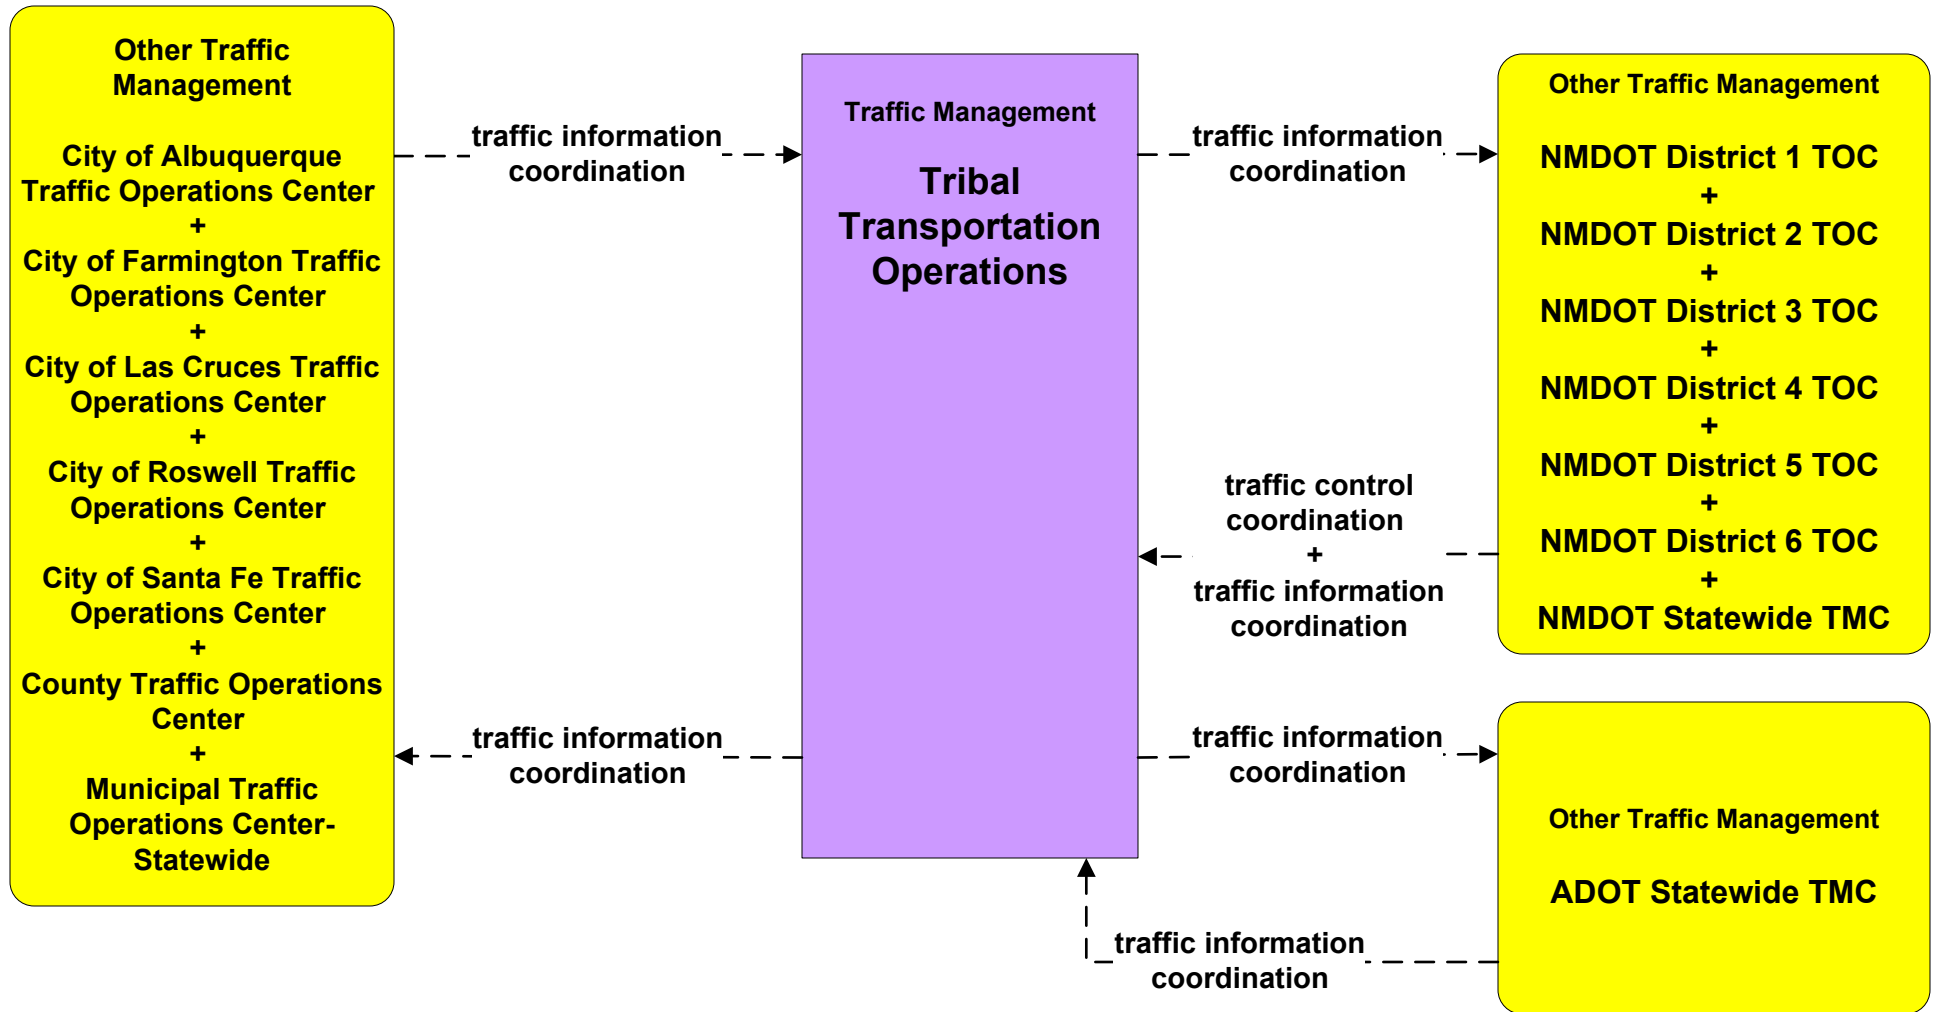 Other Traffic
Management
City of Albuquerque
Traffic Operations Center
+
City of Farmington Traffic
Operations Center
+
City of Las Cruces Traffic
Operations Center
+
City of Roswell Traffic
Operations Center
+
City of Santa Fe Traffic
Operations Center
+
County Traffic Operations
Center
+
Municipal Traffic
Operations Center-
Statewide
traffic information
coordination
traffic information
coordination
Traffic Management
Tribal
Transportation
Operations
traffic information
coordination
traffic control
coordination
+
traffic information
coordination
traffic information
coordination
traffic information
coordination
Other Traffic Management
NMDOT District 1 TOC
+
NMDOT District 2 TOC
+
NMDOT District 3 TOC
+
NMDOT District 4 TOC
+
NMDOT District 5 TOC
+
NMDOT District 6 TOC
+
NMDOT Statewide TMC
Other Traffic Management
ADOT Statewide TMC